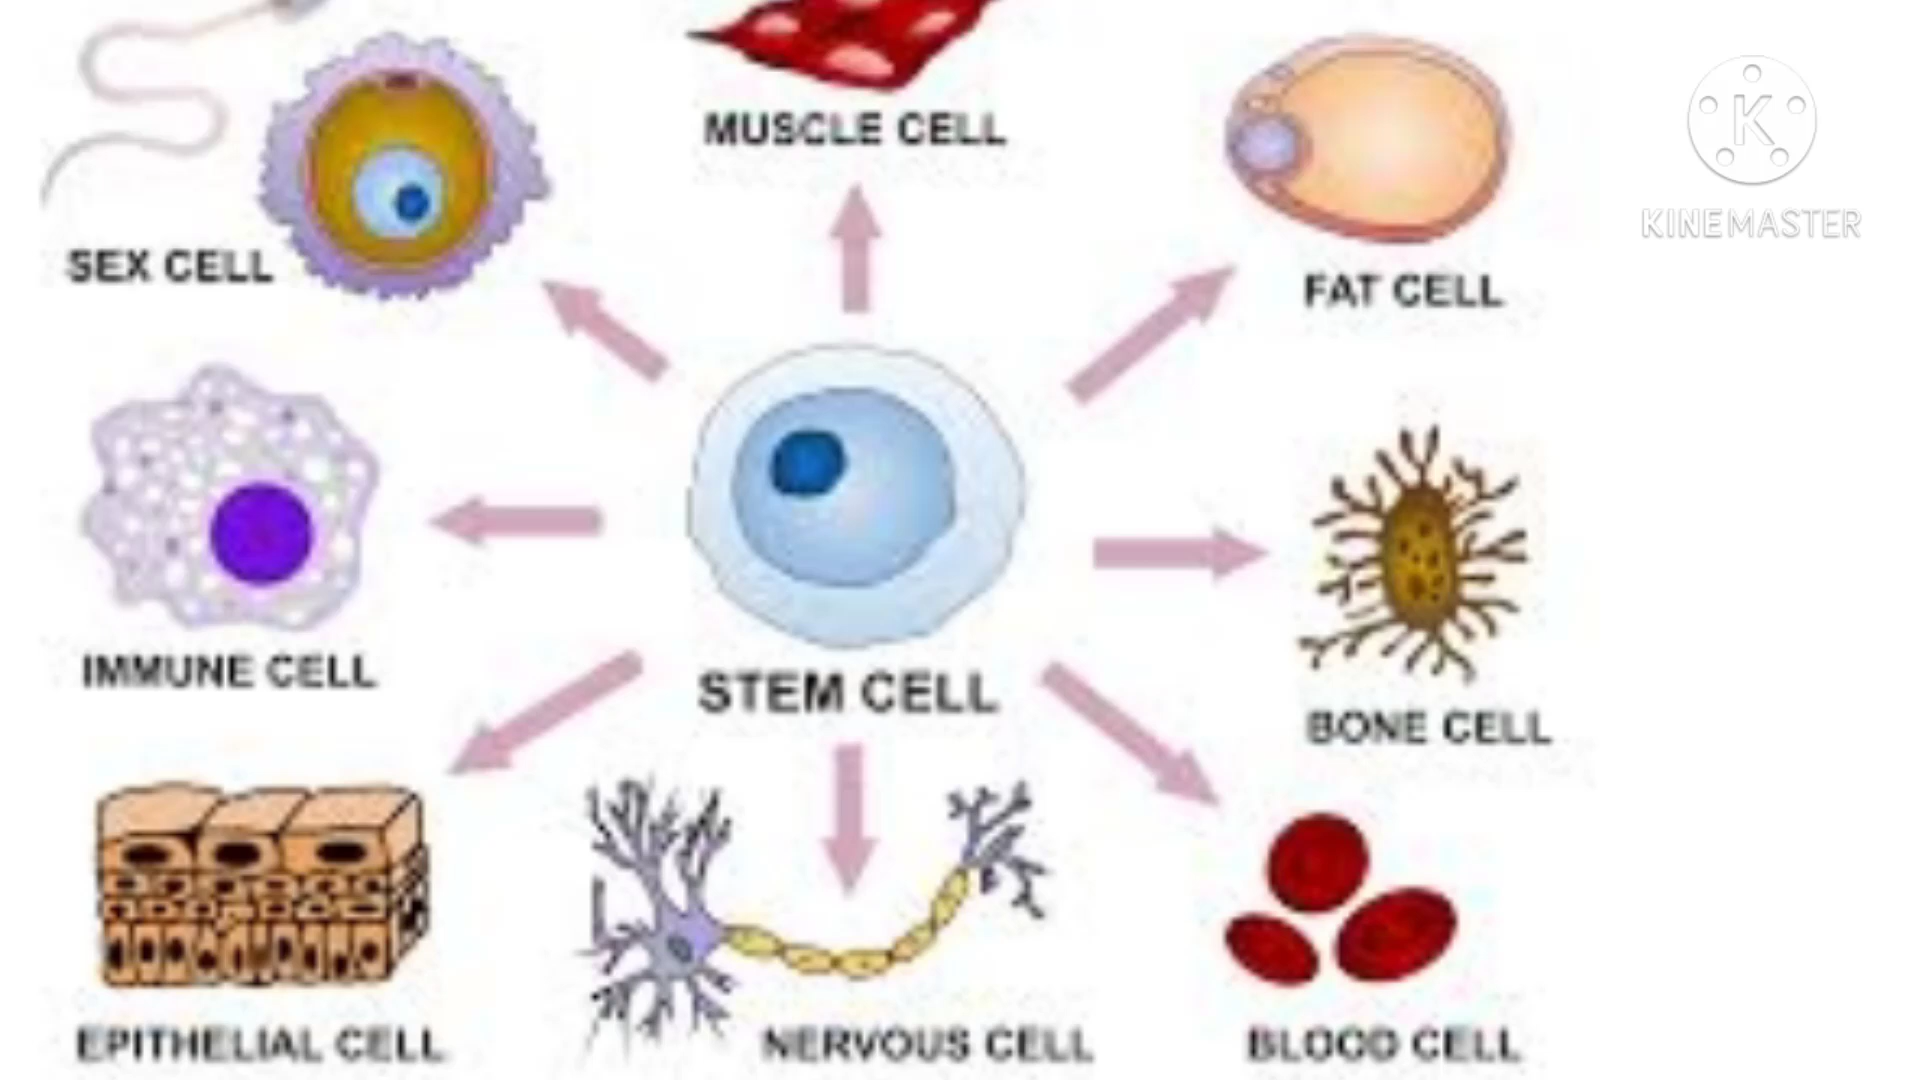 MUSCLE CELL
K
KINEMASTER
SEX CELL
FAT CELL
IMMUNE CELL
STEM CELL
BONE CELL
EPITHELIAL CELL
NERVOUS CELL
BLOOD CELL